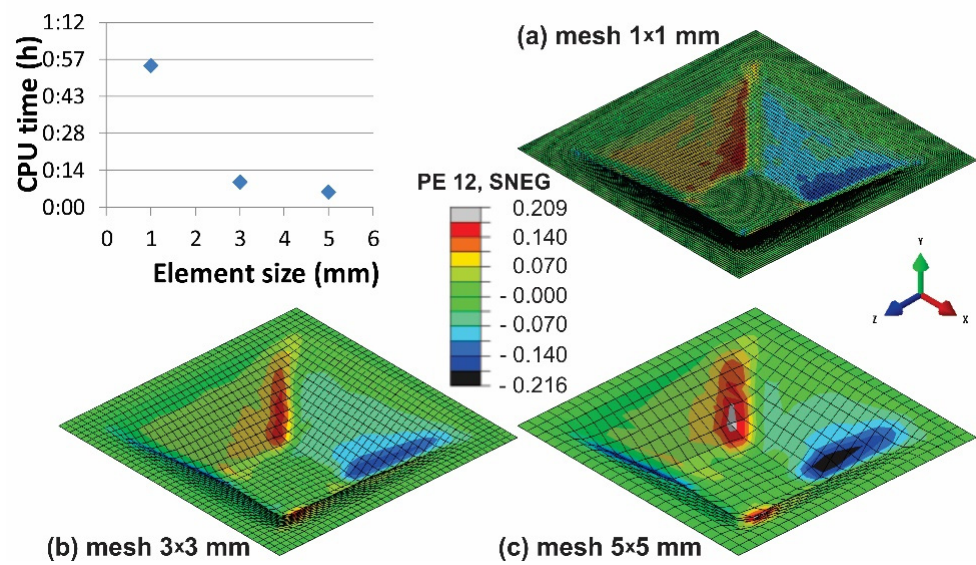 1:12
0:57
0:43
0:28
0:14
0:00
CPU time (h)
0 1 2 3 4 5 6
Element size (mm)
(a) mesh 1×1 mm
PE 12, SNEG
0.209
0.140
0.070
- 0.000
- 0.070
- 0.140
- 0.216
Y
Z
X
(b) mesh 3×3 mm
(c) mesh 5×5 mm